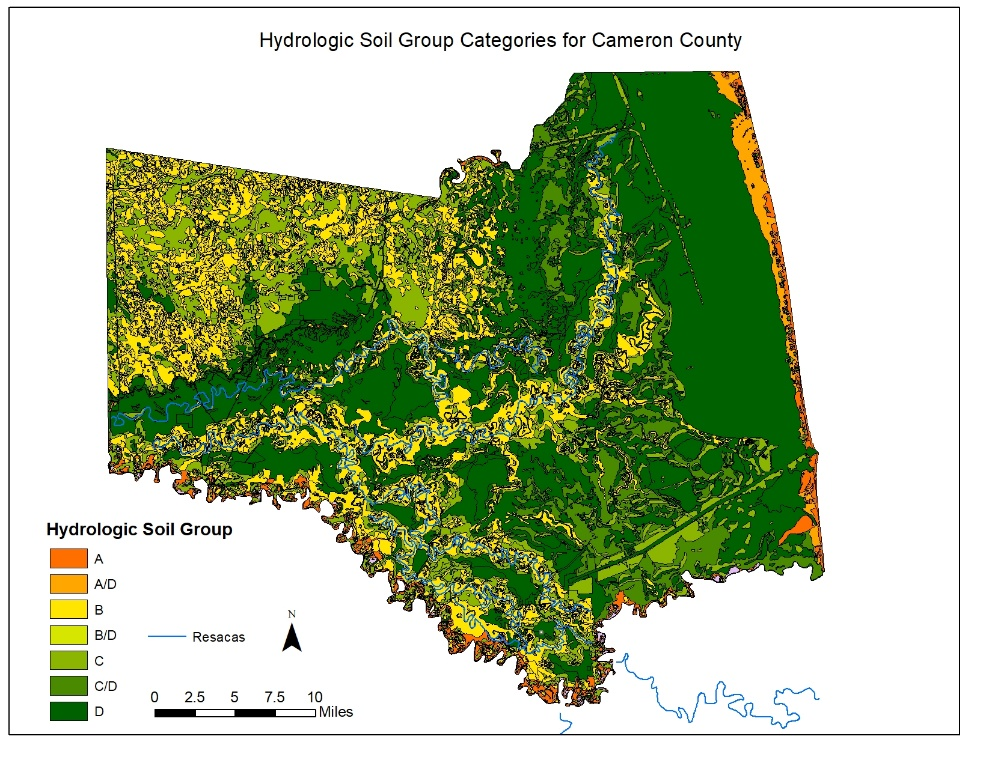 Hydrologic Soil Group Categories for Cameron County
Hydrologic Soil Group
A
A/D
B
B/D
C
C/D
D
Resacas
N
0 2.5 5 7.5 10
Miles